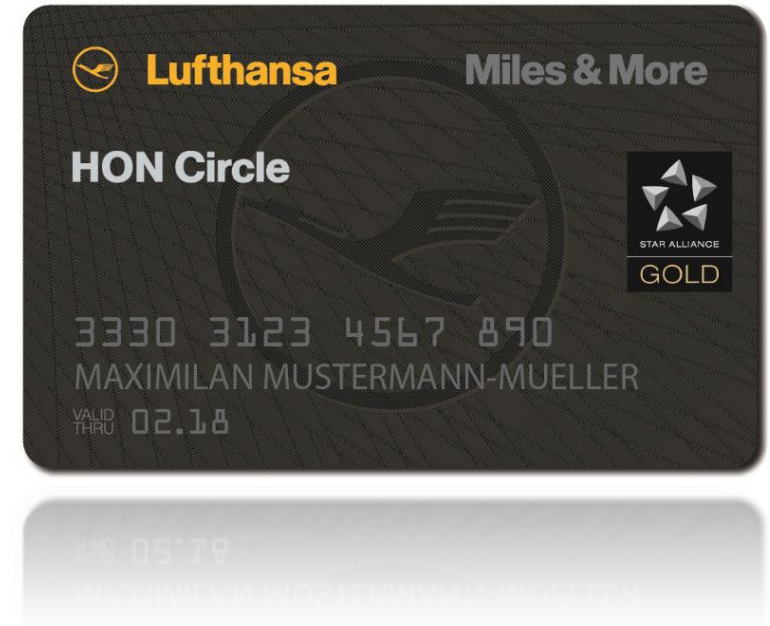 Lufthansa Miles & More
HON Circle
STAR ALLIANCE
GOLD
3330 3123 4567 890
MAXIMILAN MUSTERMANN-MUELLER
VALID
THRU 02.18